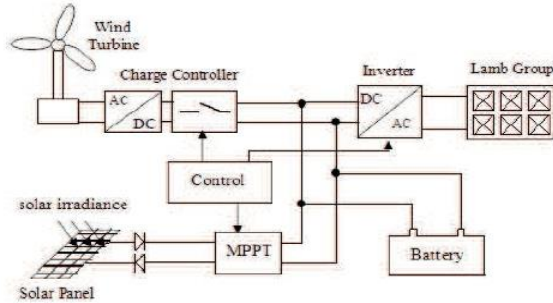 Wind
Turbine
Charge Controller
Inverter
Lamb Group
AC
DC
DC
AC
Control
solar irradiance
MPPT
Battery
Solar Panel